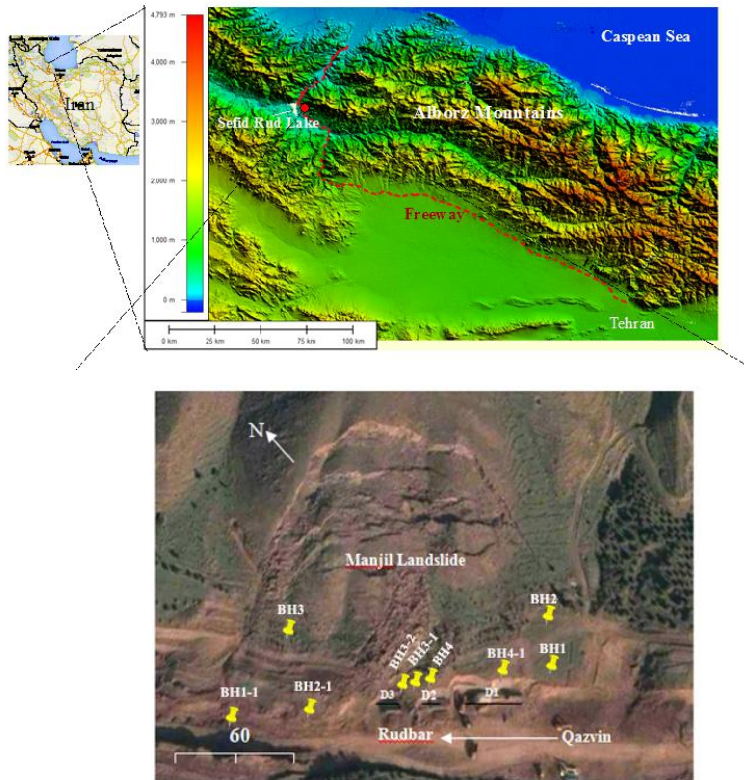 4,793 m
3,000 m
2,000 m
1,000 m
0 m
Iran
Caspean Sea
Sefid Rud Lake
Alborz Mountains
Freeway
Tehran
0 km 25 km 50 km 75 km 100 km
N
Manjil Landslide
BH3
BH2
BH3-2
BH3-1
BH4
BH4-1
BH1
BH1-1
BH2-1
D3
D2
D1
60
Rudbar
Qazvin